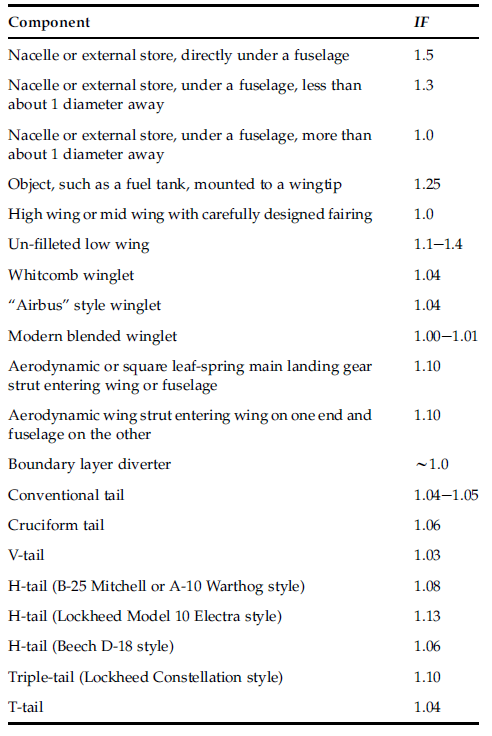 Component IF
Nacelle or external store, directly under a fuselage 1.5
Nacelle or external store, under a fuselage, less than 1.3
about 1 diameter away
Nacelle or external store, under a fuselage, more than 1.0
about 1 diameter away
Object, such as a fuel tank, mounted to a wingtip 1.25
High wing or mid wing with carefully designed fairing 1.0
Un-filleted low wing 1.1−1.4
Whitcomb winglet 1.04
“Airbus” style winglet 1.04
Modern blended winglet 1.00−1.01
Aerodynamic or square leaf-spring main landing gear 1.10
strut entering wing or fuselage
Aerodynamic wing strut entering wing on one end and 1.10
fuselage on the other
Boundary layer diverter ~1.0
Conventional tail 1.04−1.05
Cruciform tail 1.06
V-tail 1.03
H-tail (B-25 Mitchell or A-10 Warthog style) 1.08
H-tail (Lockheed Model 10 Electra style) 1.13
H-tail (Beech D-18 style) 1.06
Triple-tail (Lockheed Constellation style) 1.10
T-tail 1.04